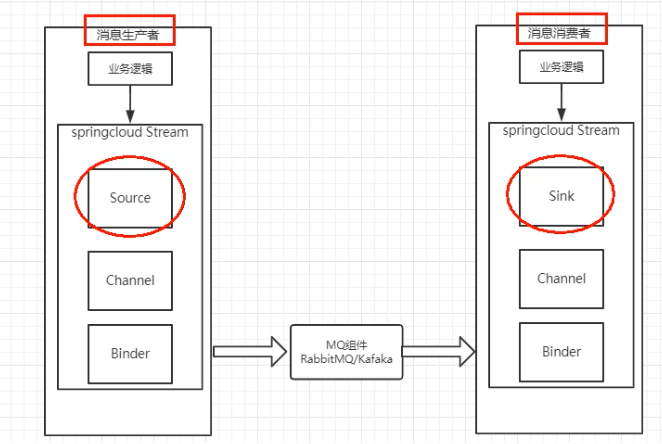 消息生产者
业务逻辑
springcloud Stream
Source
Channel
Binder
MQ组件
RabbitMQ/Kafaka
消息消费者
业务逻辑
springcloud Stream
Sink
Channel
Binder